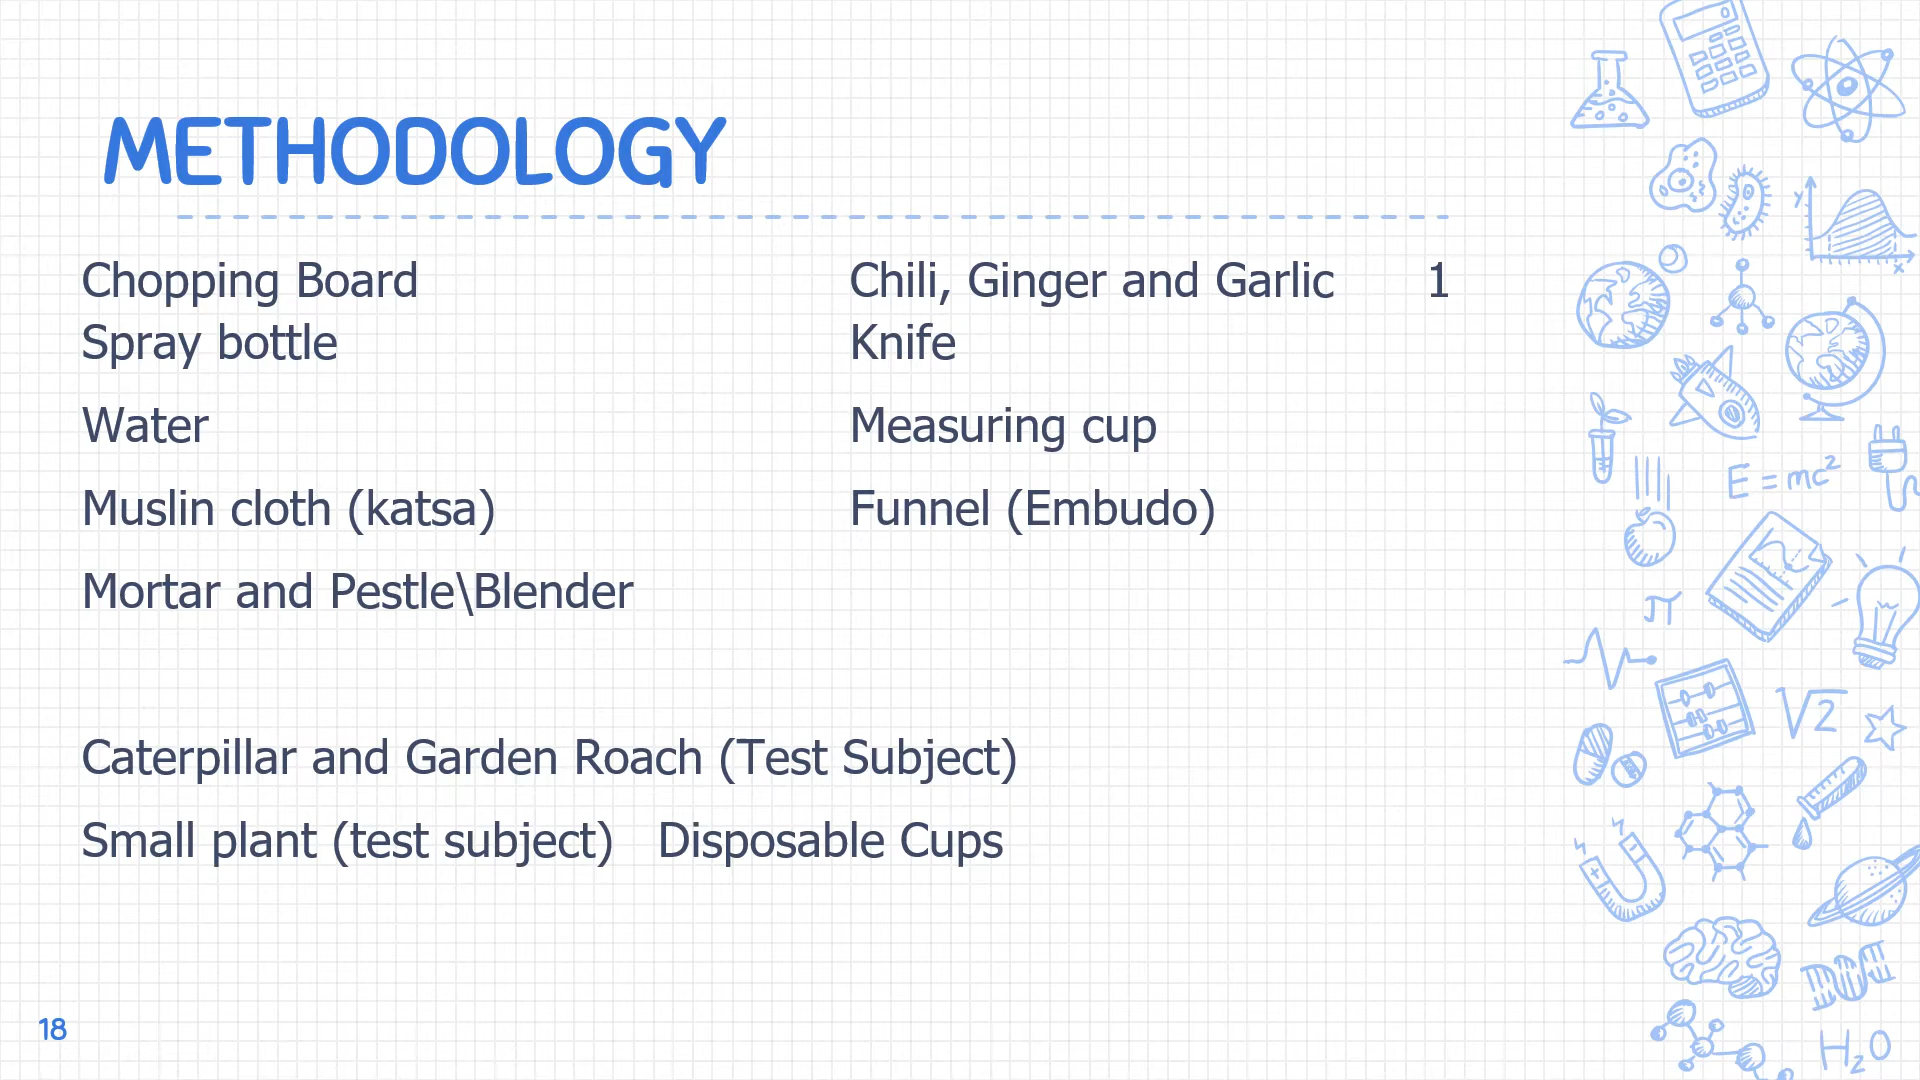 METHODOLOGY
Chopping Board Chili, Ginger and Garlic 1
Spray bottle Knife
Water Measuring cup
Muslin cloth (katsa) Funnel (Embudo)
Mortar and Pestle\Blender
Caterpillar and Garden Roach (Test Subject)
Small plant (test subject) Disposable Cups
18
y
x
E = mc²
π
√2
H₂O